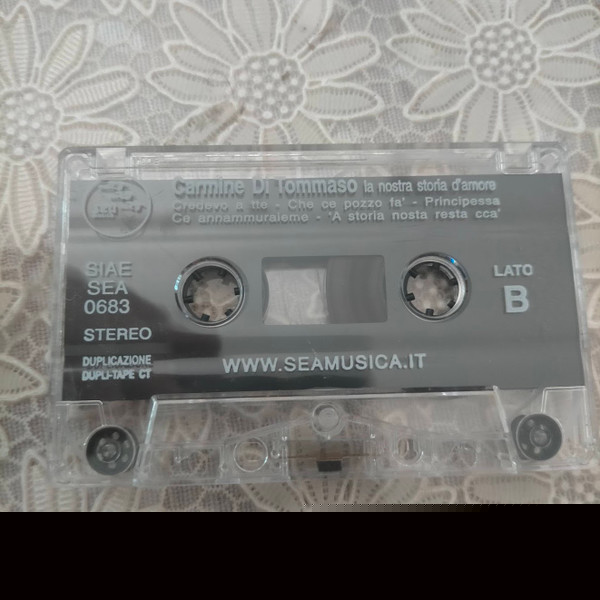 Carmine Di Tommaso la nostra storia d'amore
Credevo a tte - Che ce pozzo fa' - Principessa
Ce annammuraieme - 'A storia nosta resta cca'
SIAE
SEA
0683
STEREO
DUPLICAZIONE
DUPLI-TAPE CT
LATO
B
WWW.SEAMUSICA.IT